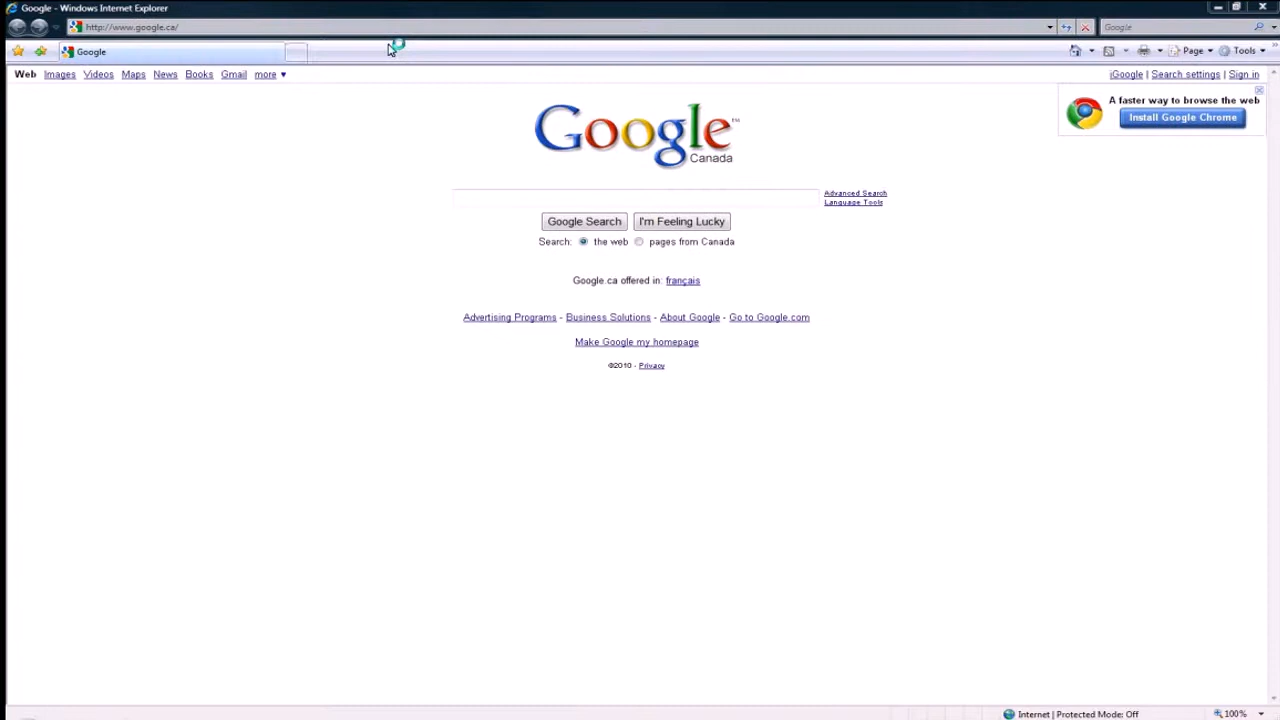 Google - Windows Internet Explorer
http://www.google.ca/
Google
Google
Page
Tools
Web Images Videos Maps News Books Gmail more ▼
iGoogle | Search settings | Sign in
A faster way to browse the web
Install Google Chrome
Google™
Canada
Advanced Search
Language Tools
Google Search
I'm Feeling Lucky
Search: the web pages from Canada
Google.ca offered in: français
Advertising Programs - Business Solutions - About Google - Go to Google.com
Make Google my homepage
©2010 - Privacy
Internet | Protected Mode: Off
100%